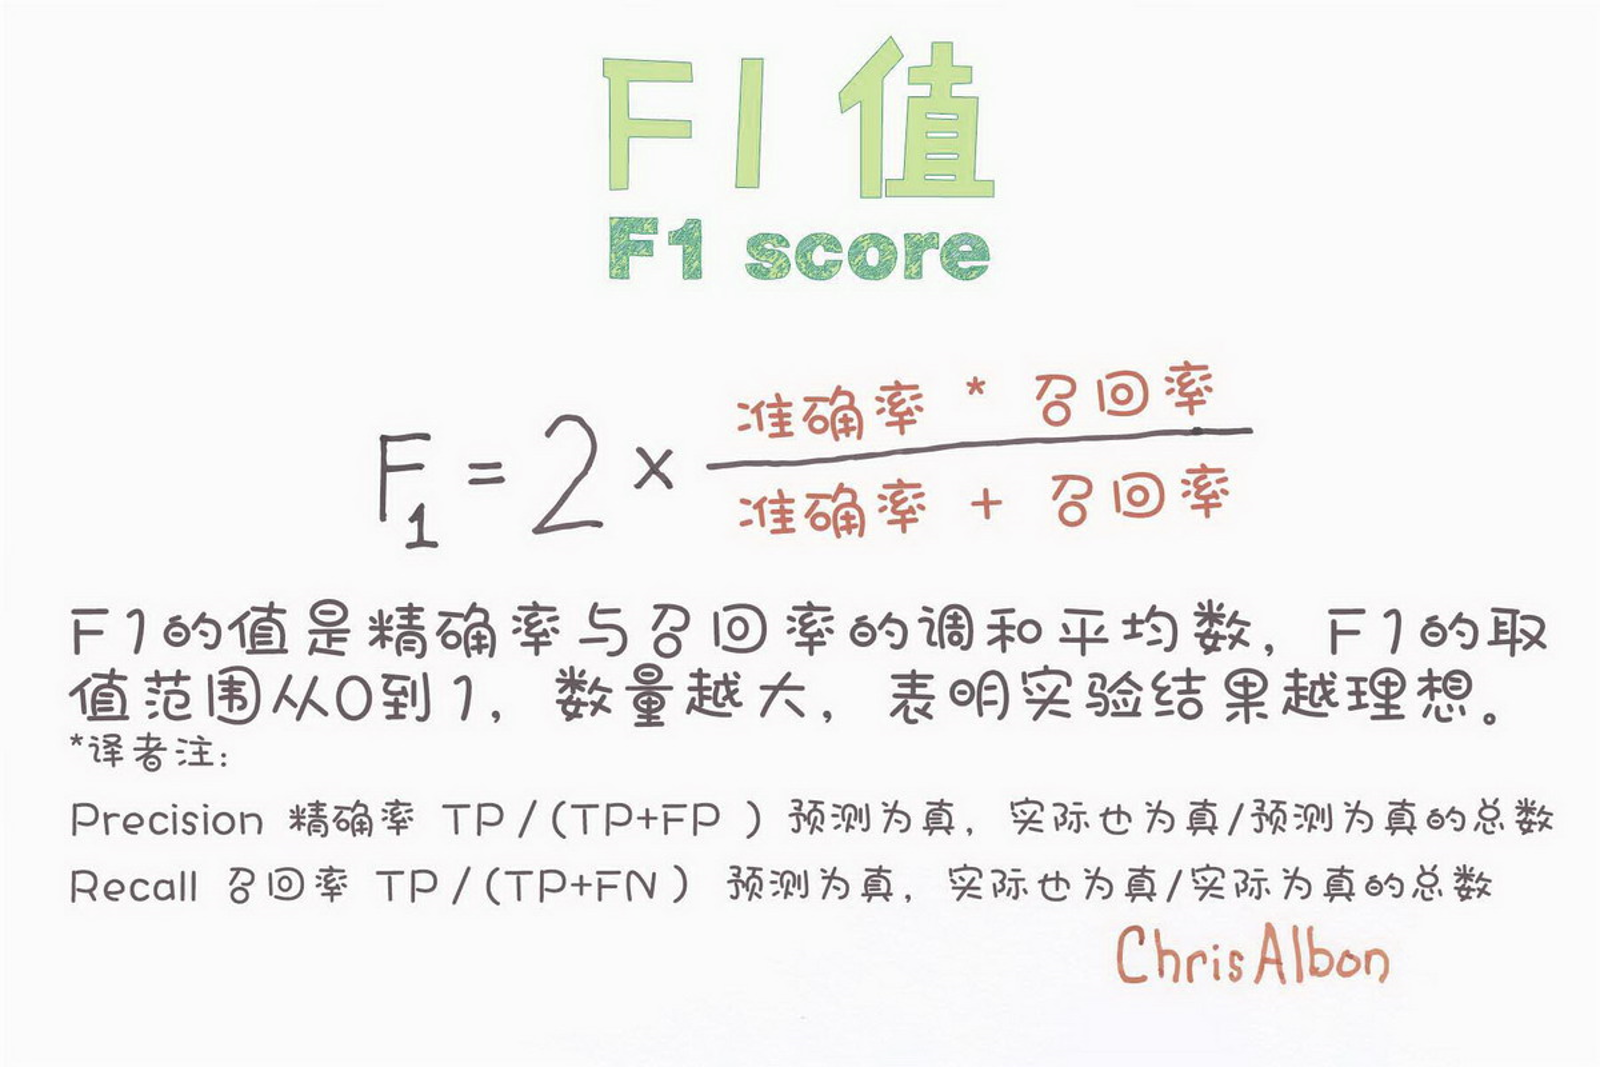 F1值
F1 score
准确率 * 召回率
F1 = 2 ×
准确率 + 召回率
F1的值是精确率与召回率的调和平均数, F1的取
值范围从0到1, 数量越大, 表明实验结果越理想。
*译者注:
Precision 精确率 TP/(TP+FP ) 预测为真, 实际也为真/预测为真的总数
Recall 召回率 TP/(TP+FN ) 预测为真, 实际也为真/实际为真的总数
ChrisAlbon